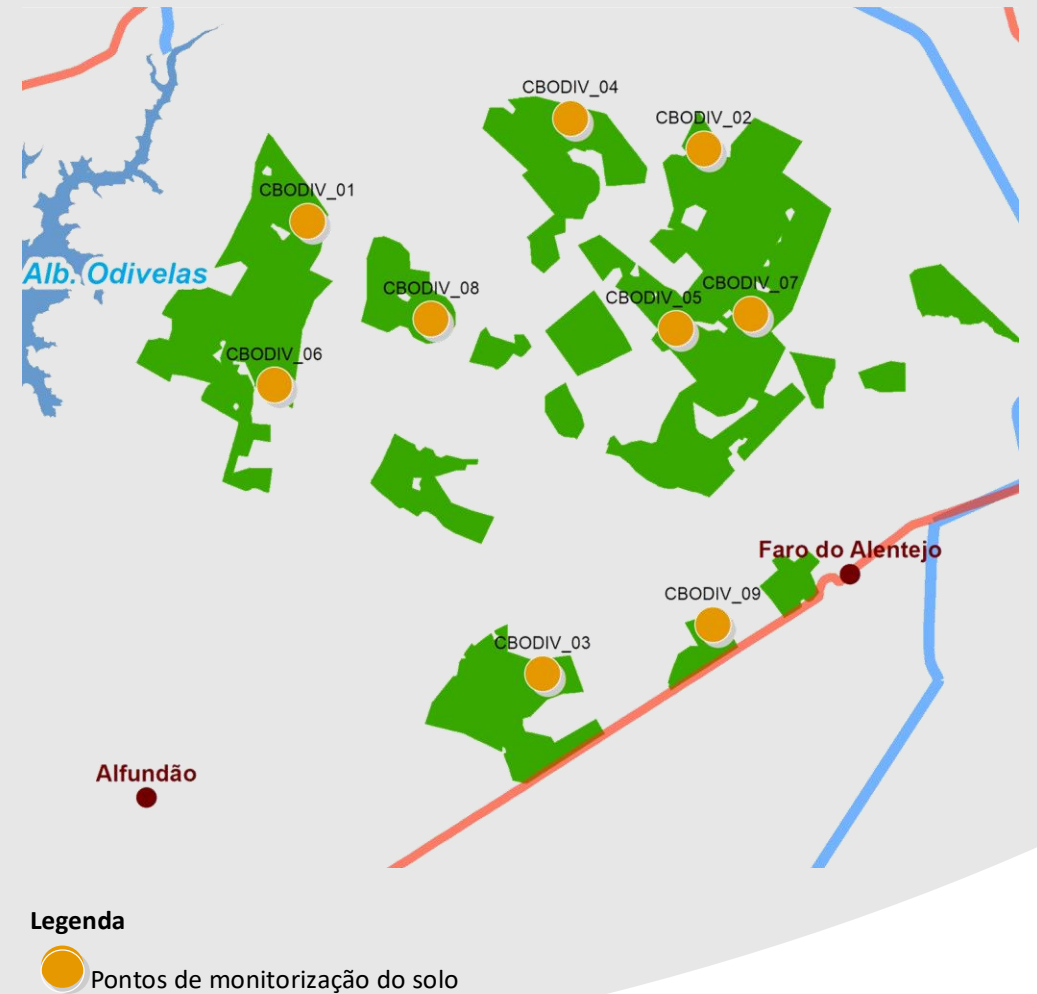 CBODIV_04
CBODIV_02
CBODIV_01
Alb. Odivelas
CBODIV_08
CBODIV_07
CBODIV_05
CBODIV_06
Faro do Alentejo
CBODIV_09
CBODIV_03
Alfundão
Legenda
Pontos de monitorização do solo